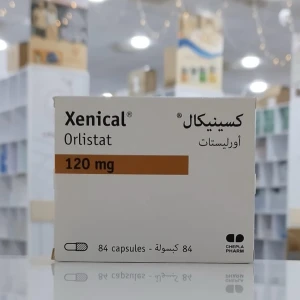 Xenical® كسينيكال®
Orlistat أورليستات
120 mg
84 capsules - كبسولة 84
CHEPLA
PHARM